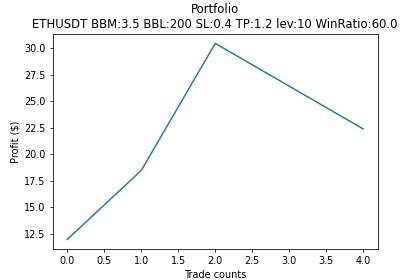 Portfolio
ETHUSDT BBM:3.5 BBL:200 SL:0.4 TP:1.2 lev:10 WinRatio:60.0
30.0
27.5
25.0
22.5
20.0
17.5
15.0
12.5
Profit ($)
0.0 0.5 1.0 1.5 2.0 2.5 3.0 3.5 4.0
Trade counts